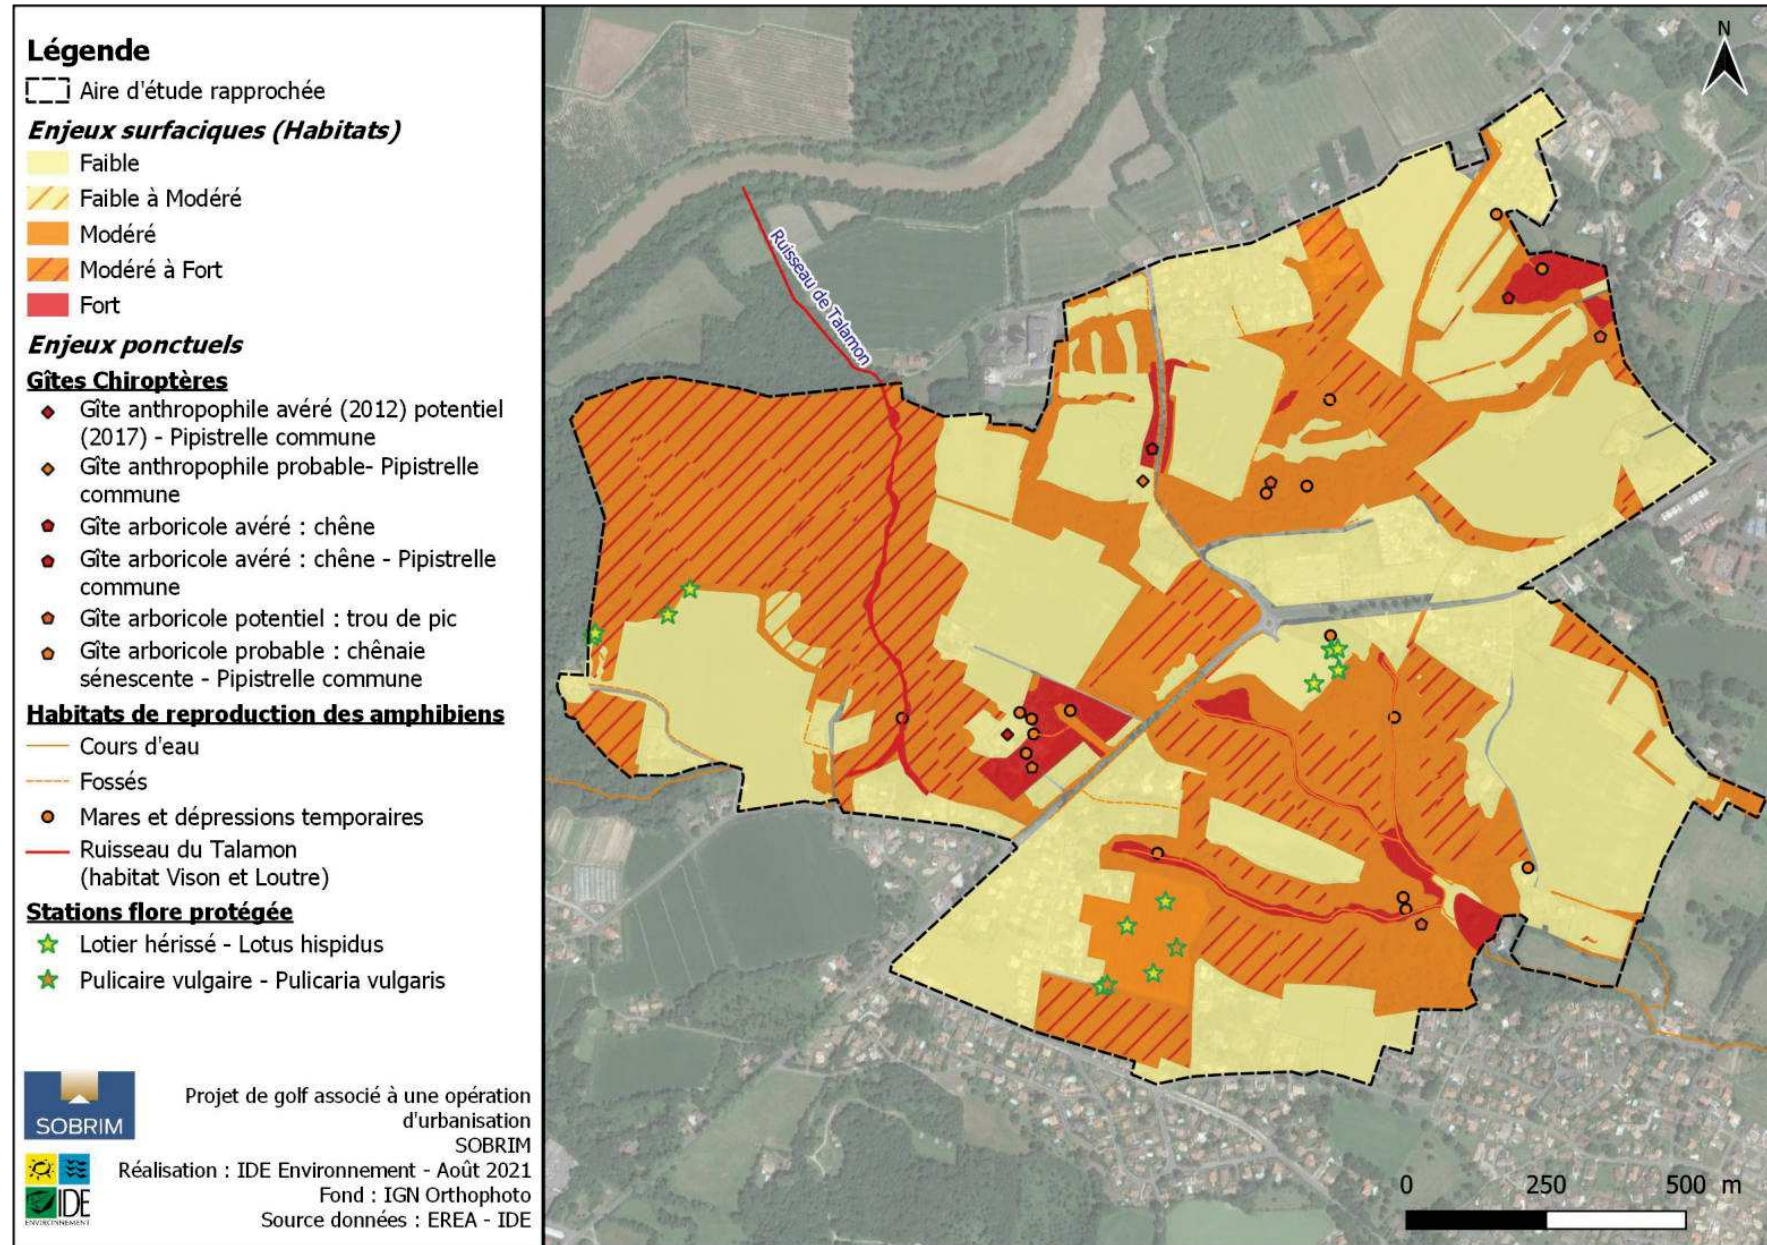 Légende
Aire d'étude rapprochée
Enjeux surfaciques (Habitats)
Faible
Faible à Modéré
Modéré
Modéré à Fort
Fort
Enjeux ponctuels
Gîtes Chiroptères
Gîte anthropophile avéré (2012) potentiel
(2017) - Pipistrelle commune
Gîte anthropophile probable- Pipistrelle
commune
Gîte arboricole avéré : chêne
Gîte arboricole avéré : chêne - Pipistrelle
commune
Gîte arboricole potentiel : trou de pic
Gîte arboricole probable : chênaie
sénescente - Pipistrelle commune
Habitats de reproduction des amphibiens
Cours d'eau
Fossés
Mares et dépressions temporaires
Ruisseau du Talamon
(habitat Vison et Loutre)
Stations flore protégée
Lotier hérissé - Lotus hispidus
Pulicaire vulgaire - Pulicaria vulgaris
SOBRIM
Projet de golf associé à une opération
d'urbanisation
SOBRIM
Réalisation : IDE Environnement - Août 2021
Fond : IGN Orthophoto
Source données : EREA - IDE
IDE
ENVIRONNEMENT
N
Ruisseau de Talamon
0 250 500 m